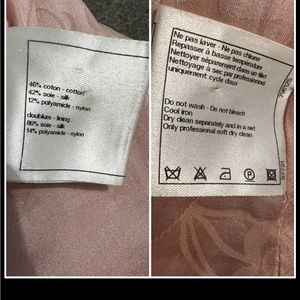 46% coton - cotton
42% soie - silk
12% polyamide - nylon
doublure - lining
86% soie - silk
14% polyamide - nylon
Ne pas laver - Ne pas chlorer
Repasser à basse température
Nettoyer séparement dans un filet
Nettoyage à sec par professionnel
uniquement: cycle doux
Do not wash - Do not bleach
Cool iron
Dry clean separately and in a net
Only professional soft dry clean
P